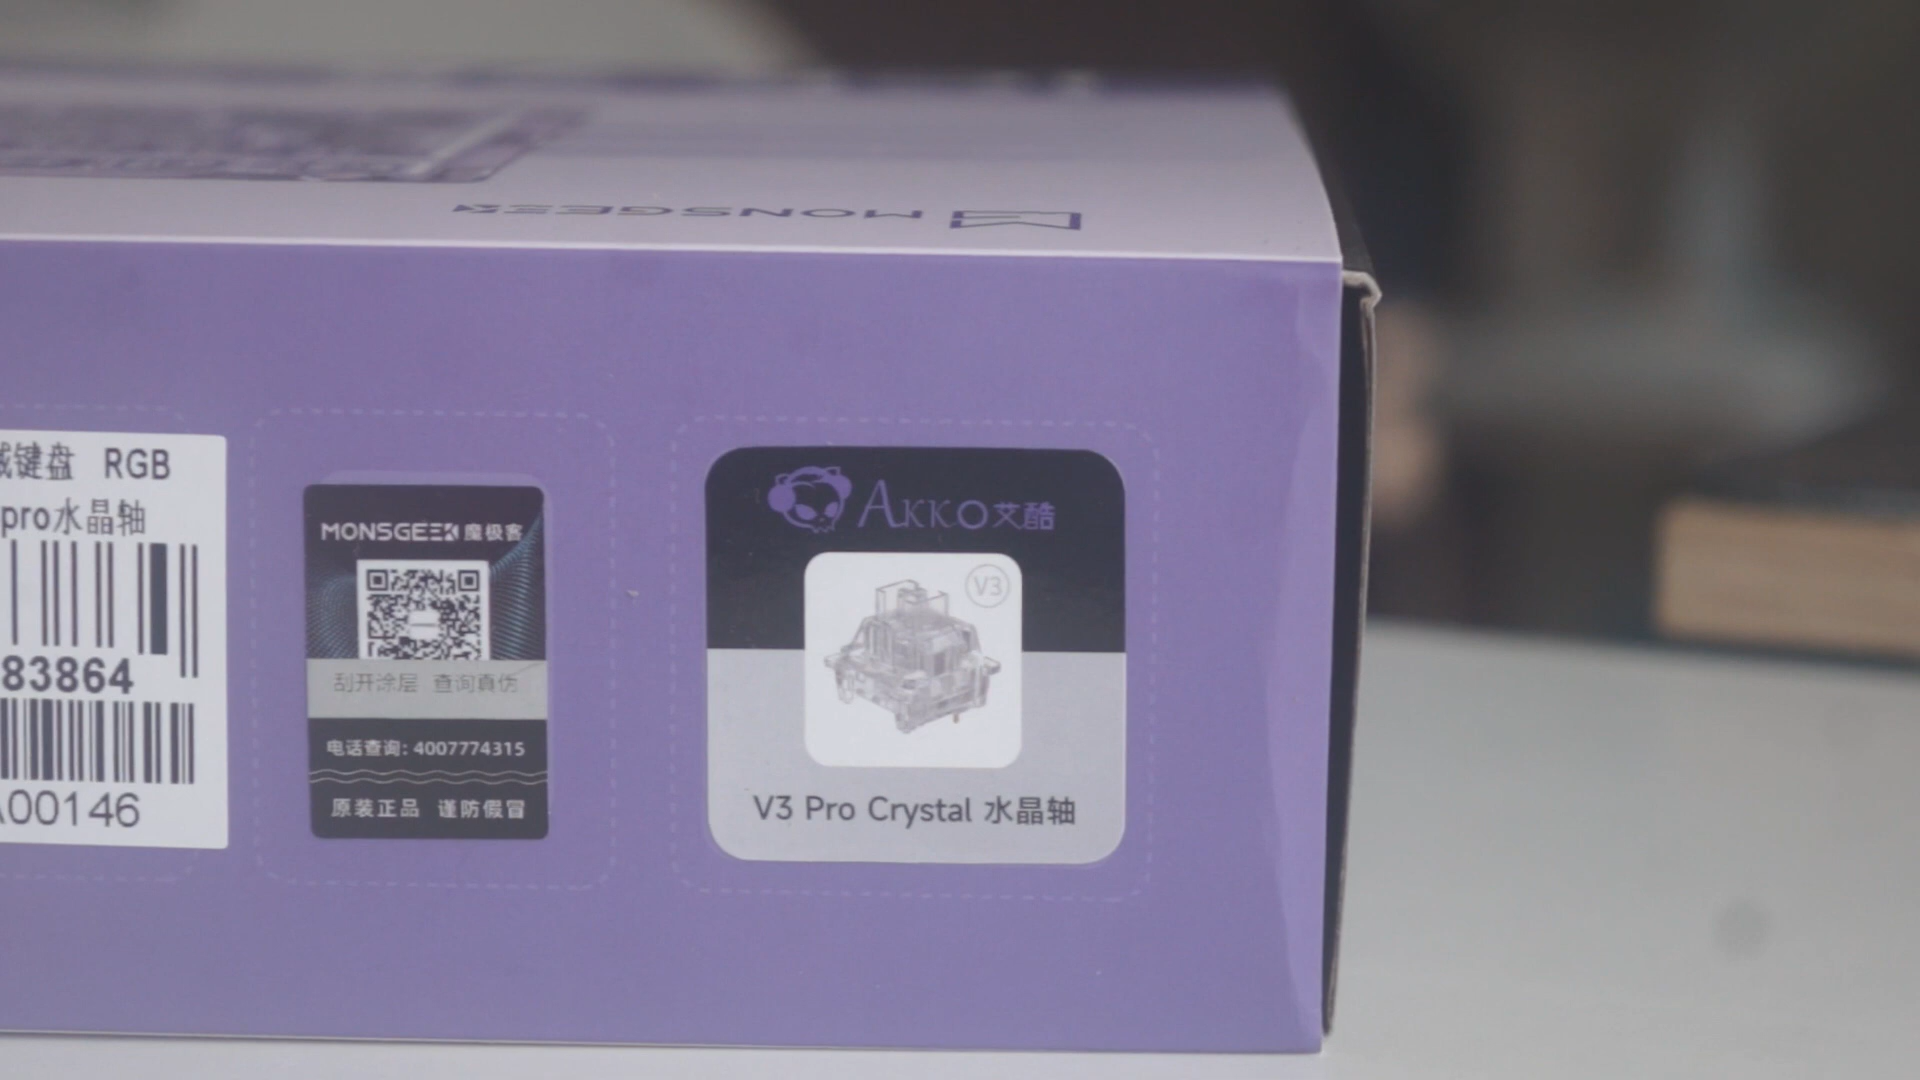 MONSGEEK
键盘 RGB
pro水晶轴
83864
A00146
MONSGEEK 魔极客
刮开涂层 查询真伪
电话查询: 4007774315
原装正品 谨防假冒
AKKO艾酷
V3
V3 Pro Crystal 水晶轴